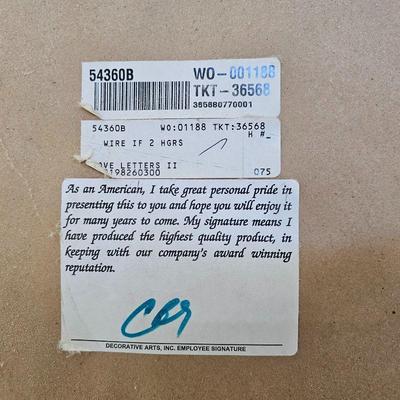 54360B WO-001188
TKT-36568
365680770001
54360B WO:01188 TKT:36568
H #_
WIRE IF 2 HGRS
OVE LETTERS II
198260300 075
As an American, I take great personal pride in
presenting this to you and hope you will enjoy it
for many years to come. My signature means I
have produced the highest quality product, in
keeping with our company's award winning
reputation.
DECORATIVE ARTS, INC. EMPLOYEE SIGNATURE